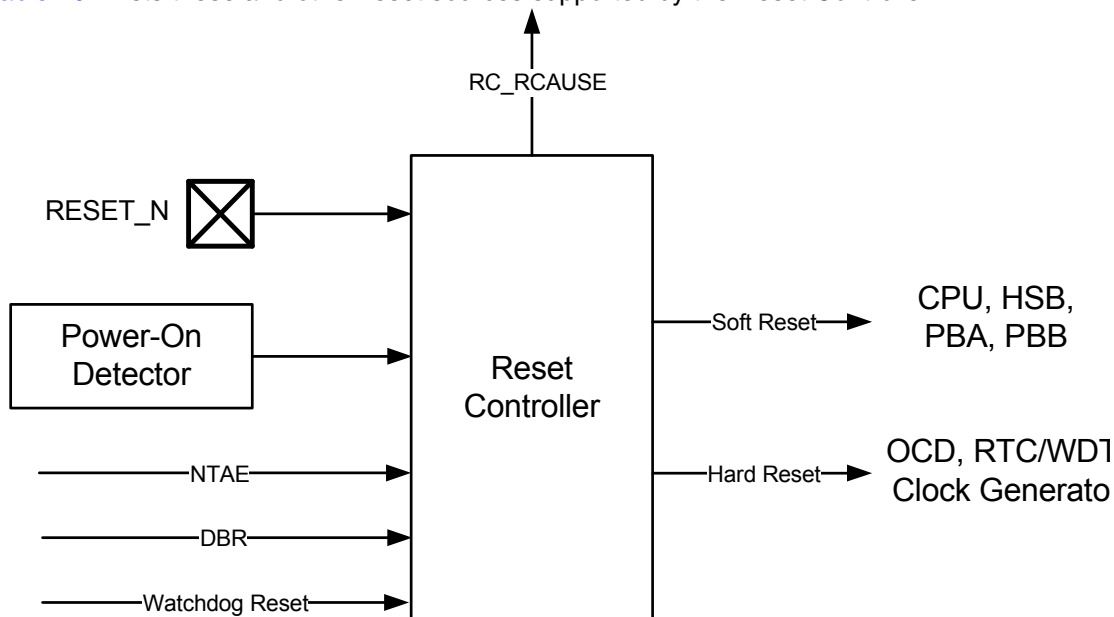 RC_RCAUSE
RESET_N
Power-On
Detector
Reset
Controller
Soft Reset
CPU, HSB,
PBA, PBB
NTAE
Hard Reset
OCD, RTC/WDT
Clock Generato
DBR
Watchdog Reset